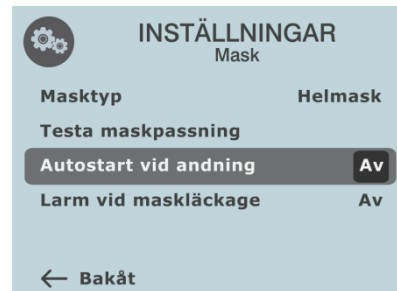 INSTÄLLNINGAR
Mask
Masktyp Helmask
Testa maskpassning
Autostart vid andning Av
Larm vid maskläckage Av
← Bakåt